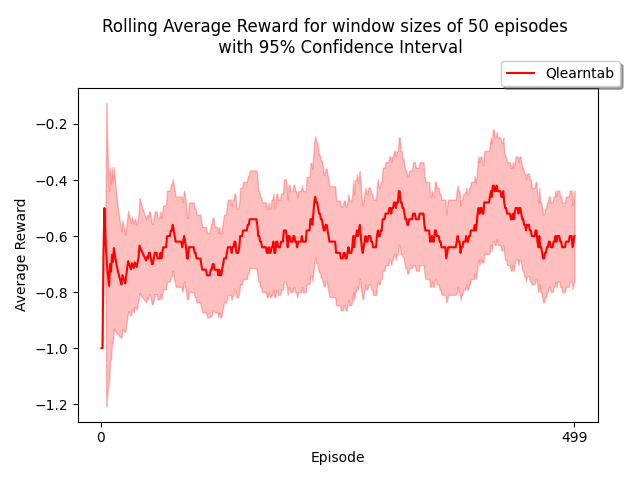 Rolling Average Reward for window sizes of 50 episodes
with 95% Confidence Interval
Qlearntab
−0.2
−0.4
−0.6
−0.8
−1.0
−1.2
Average Reward
0
499
Episode